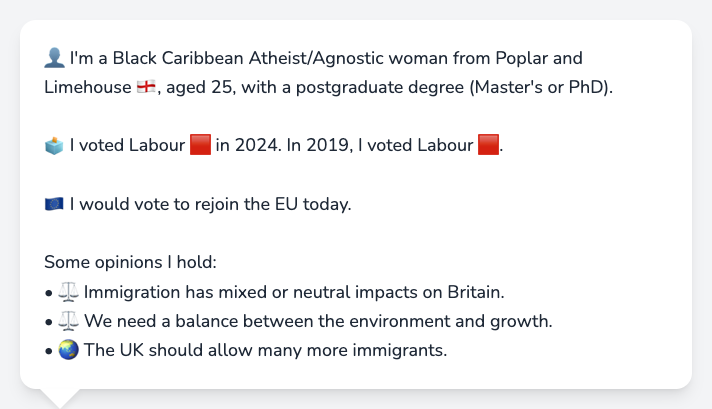 👤 I'm a Black Caribbean Atheist/Agnostic woman from Poplar and
Limehouse 🏴󠁧󠁢󠁥󠁮󠁧󠁿, aged 25, with a postgraduate degree (Master's or PhD).
🗳️ I voted Labour 🟥 in 2024. In 2019, I voted Labour 🟥.
🇪🇺 I would vote to rejoin the EU today.
Some opinions I hold:
• ⚖️ Immigration has mixed or neutral impacts on Britain.
• ⚖️ We need a balance between the environment and growth.
• 🌏 The UK should allow many more immigrants.